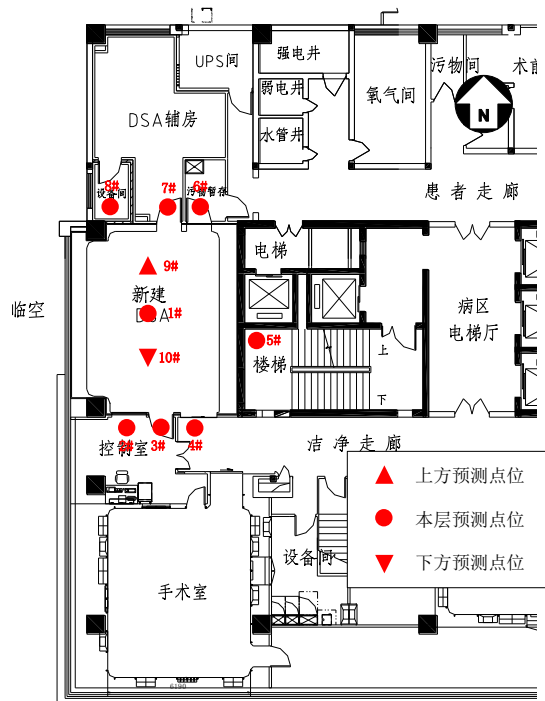 UPS间
强电井
弱电井
水管井
氧气间
污物间
术前
N
DSA辅房
设备间
8#
7#
污物暂存
6#
患者走廊
临空
9#
新建
DSA
1#
10#
电梯
5#
楼梯
上
下
病区
电梯厅
控制室
2#
3#
4#
洁净走廊
上方预测点位
本层预测点位
下方预测点位
设备间
手术室
6190